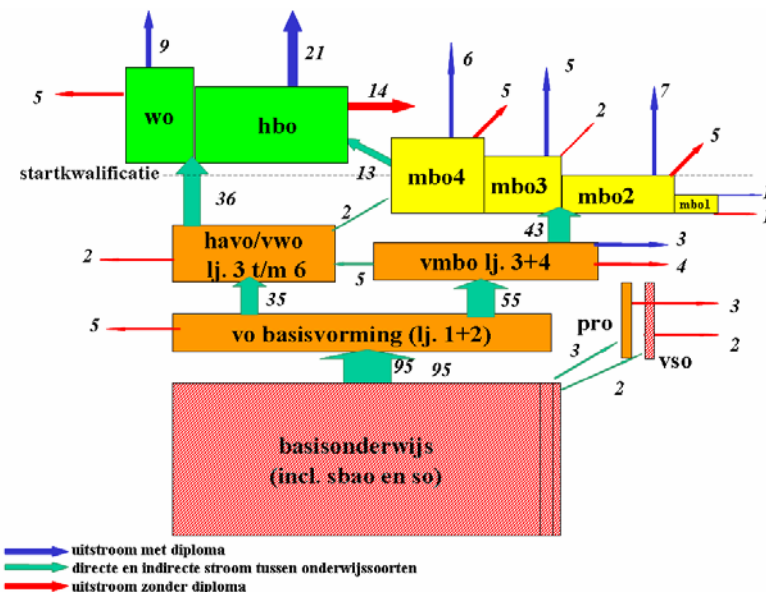 9
21
6
5
5
14
5
2
7
5
wo
hbo
mbo4
mbo3
mbo2
mbo1
startkwalificatie
13
36
2
43
havo/vwo
lj. 3 t/m 6
2
vmbo lj. 3+4
3
4
5
35
55
5
vo basisvorming (lj. 1+2)
pro
3
2
vso
95
95
3
2
basisonderwijs
(incl. sbao en so)
uitstroom met diploma
directe en indirecte stroom tussen onderwijssoorten
uitstroom zonder diploma